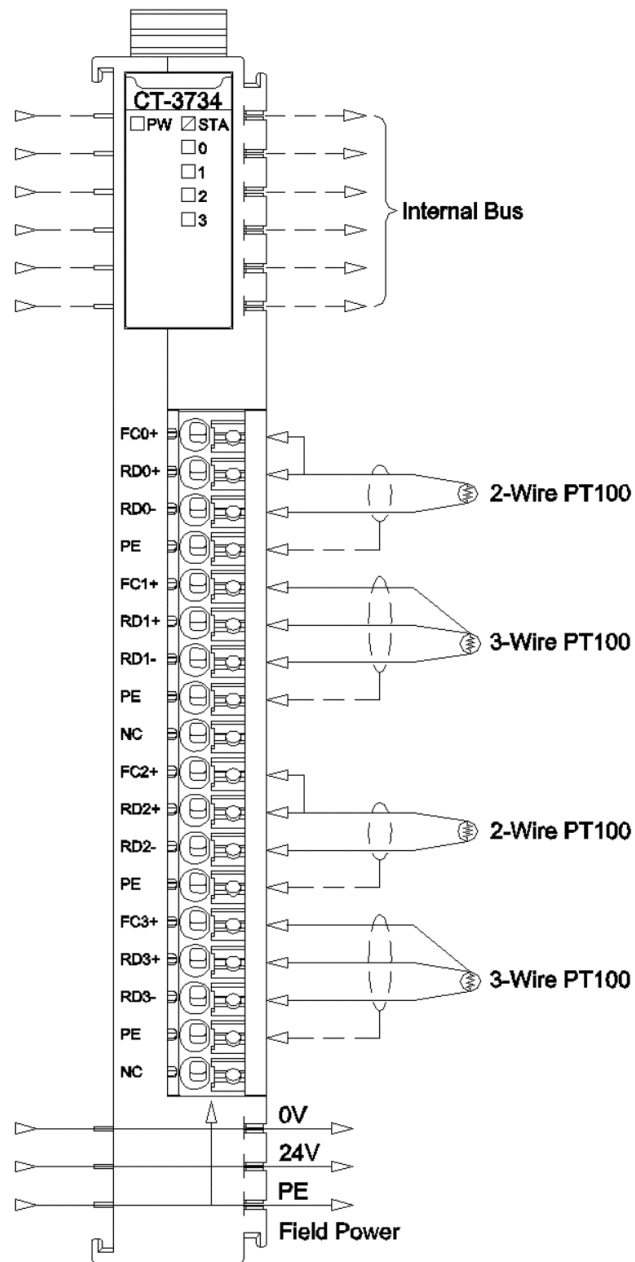 CT-3734
PW STA
0
1
2
3
Internal Bus
FC0+
RD0+
2-Wire PT100
RD0-
PE
FC1+
RD1+
3-Wire PT100
RD1-
PE
NC
FC2+
RD2+
2-Wire PT100
RD2-
PE
FC3+
RD3+
3-Wire PT100
RD3-
PE
NC
0V
24V
PE
Field Power